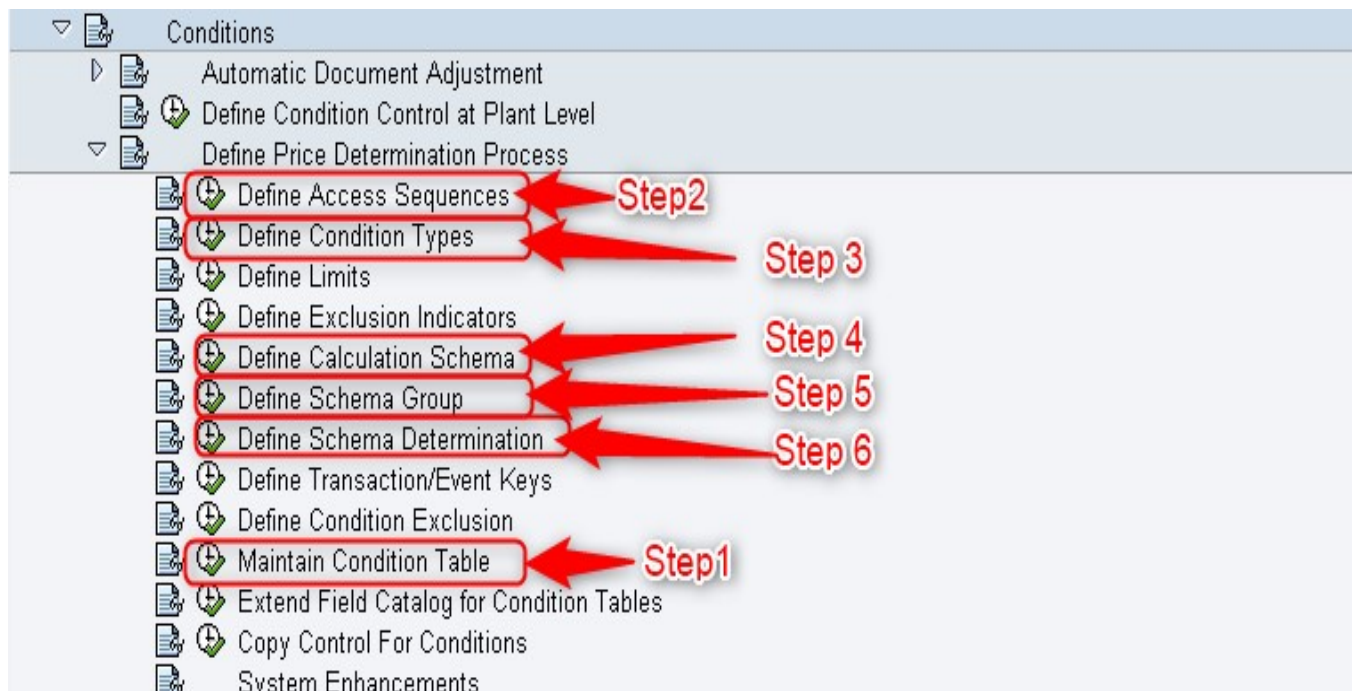 Conditions
Automatic Document Adjustment
Define Condition Control at Plant Level
Define Price Determination Process
Define Access Sequences Step2
Define Condition Types Step 3
Define Limits
Define Exclusion Indicators
Define Calculation Schema Step 4
Define Schema Group Step 5
Define Schema Determination Step 6
Define Transaction/Event Keys
Define Condition Exclusion
Maintain Condition Table Step1
Extend Field Catalog for Condition Tables
Copy Control For Conditions
System Enhancements